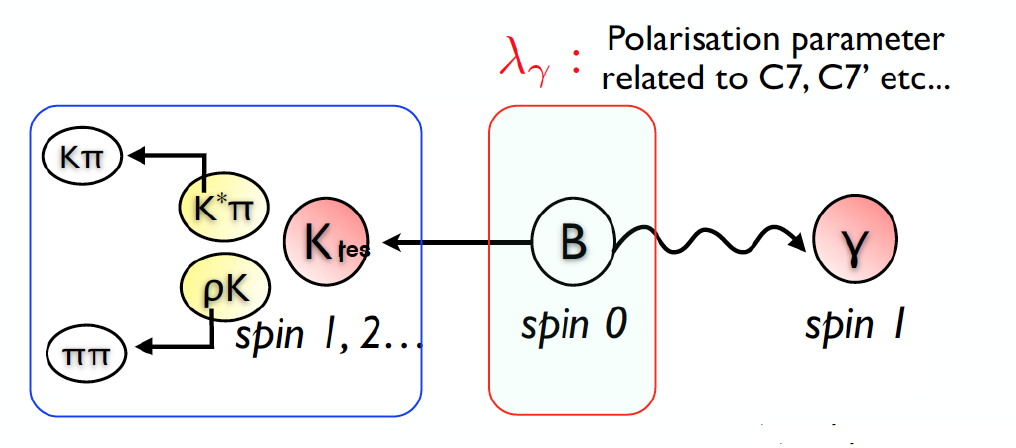 λγ : Polarisation parameter
related to C7, C7' etc...
Kπ
K*π
Kres
B
γ
ρK
spin 1, 2...
spin 0
spin 1
ππ